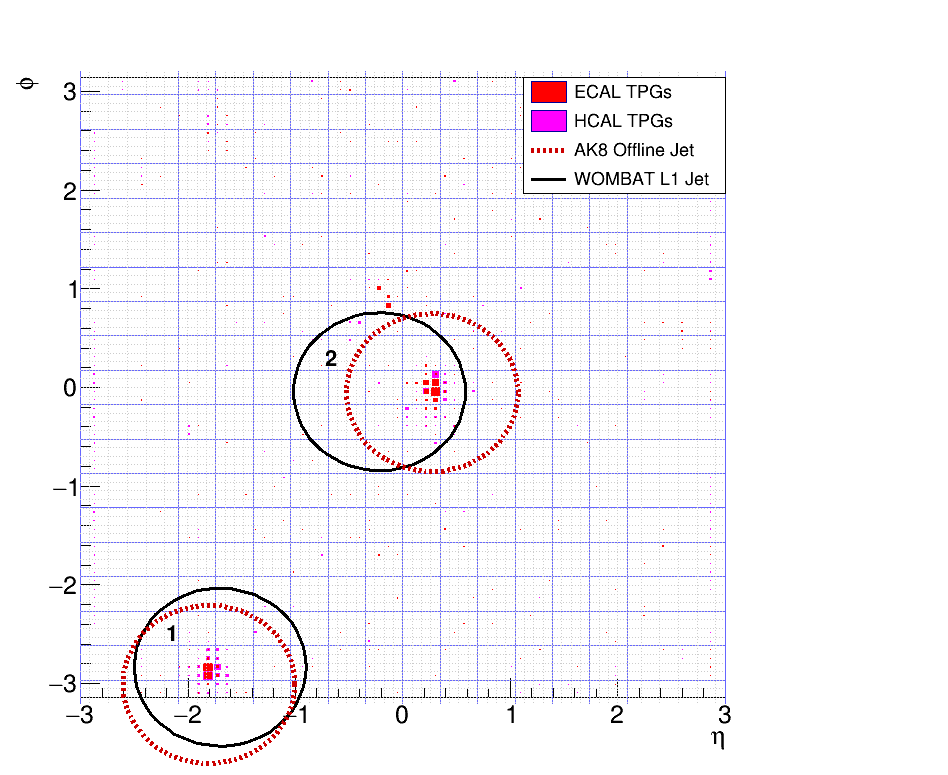 φ
3
ECAL TPGs
HCAL TPGs
AK8 Offline Jet
WOMBAT L1 Jet
2
1
2
0
−1
−2
1
−3
−3 −2 −1 0 1 2 3
η